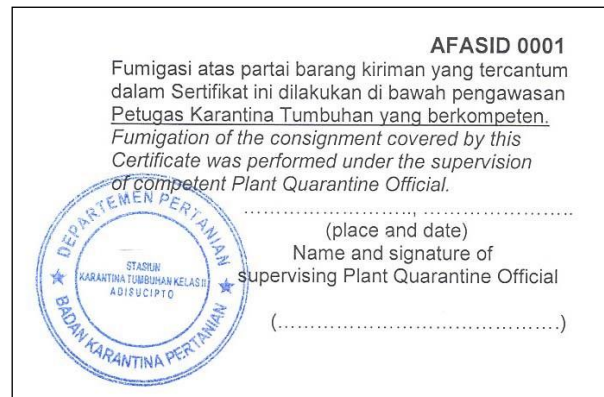 AFASID 0001
Fumigasi atas partai barang kiriman yang tercantum
dalam Sertifikat ini dilakukan di bawah pengawasan
Petugas Karantina Tumbuhan yang berkompeten.
Fumigation of the consignment covered by this
Certificate was performed under the supervision
of competent Plant Quarantine Official.
........................., .........................
(place and date)
Name and signature of
supervising Plant Quarantine Official
(.......................................)
DEPARTEMEN PERTANIAN
STASIUN
KARANTINA TUMBUHAN KELAS II
ADISUCIPTO
BADAN KARANTINA PERTANIAN